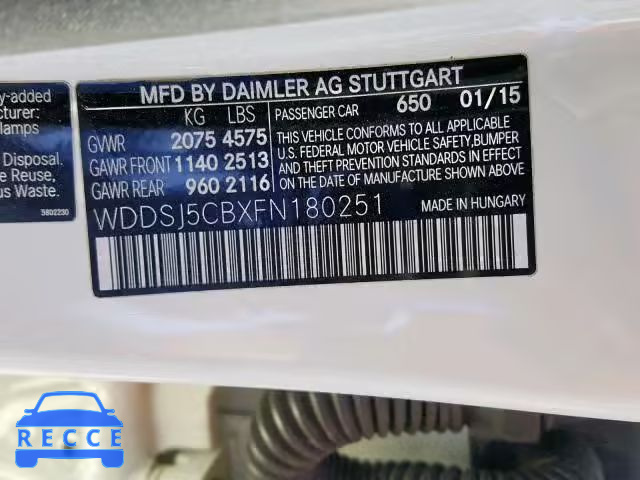 y-added
cturer:
lamps
Disposal.
e Reuse,
us Waste.
3802230
MFD BY DAIMLER AG STUTTGART
KG LBS
GVWR 2075 4575
GAWR FRONT 1140 2513
GAWR REAR 960 2116
PASSENGER CAR 650 01/15
THIS VEHICLE CONFORMS TO ALL APPLICABLE
U.S. FEDERAL MOTOR VEHICLE SAFETY,BUMPER
AND THEFT PREVENTION STANDARDS IN EFFECT
ON THE DATE OF MANUFACTURE SHOWN ABOVE.
WDDSJ5CBXFN180251
MADE IN HUNGARY
RECCE